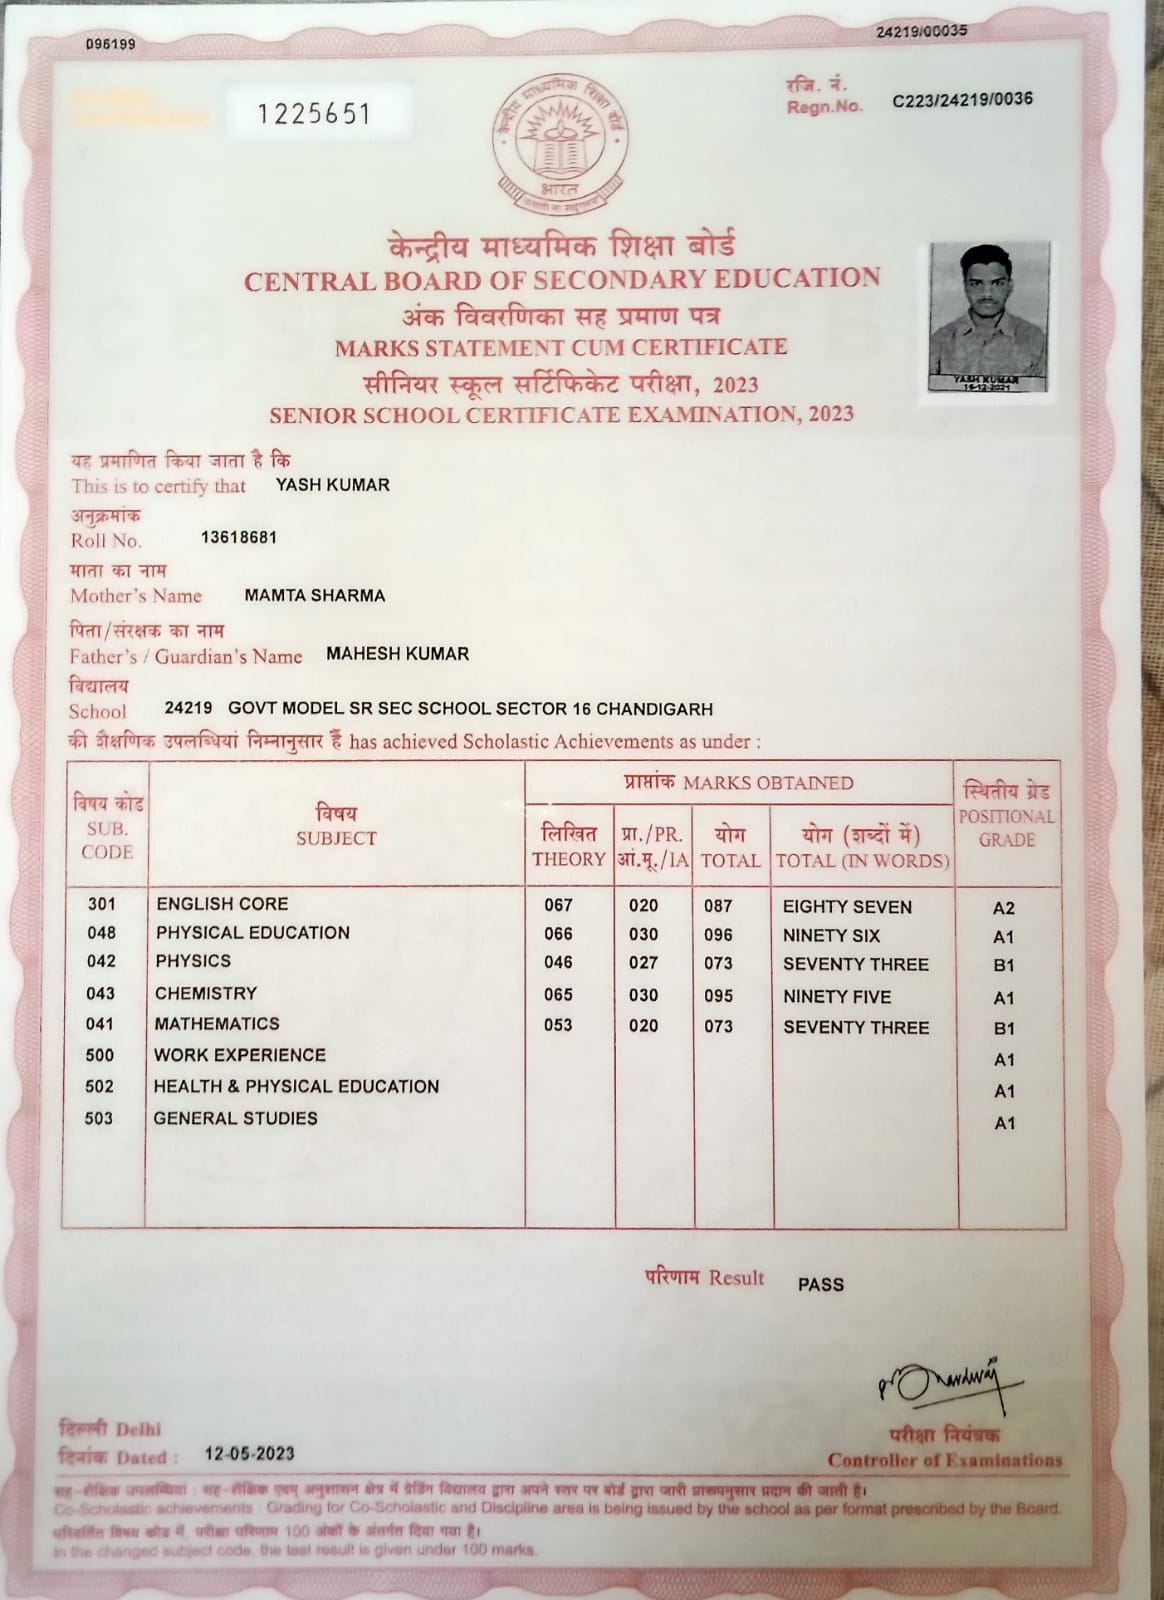 095199
24219/00035
1225651
रजि. नं.
Regn.No. C223/24219/0036
केन्द्रीय माध्यमिक शिक्षा बोर्ड
भारत
केन्द्रीय माध्यमिक शिक्षा बोर्ड
CENTRAL BOARD OF SECONDARY EDUCATION
अंक विवरणिका सह प्रमाण पत्र
MARKS STATEMENT CUM CERTIFICATE
सीनियर स्कूल सर्टिफिकेट परीक्षा, 2023
SENIOR SCHOOL CERTIFICATE EXAMINATION, 2023
YASH KUMAR
16-12-2021
यह प्रमाणित किया जाता है कि
This is to certify that YASH KUMAR
अनुक्रमांक
Roll No. 13618681
माता का नाम
Mother's Name MAMTA SHARMA
पिता/संरक्षक का नाम
Father's / Guardian's Name MAHESH KUMAR
विद्यालय
School 24219 GOVT MODEL SR SEC SCHOOL SECTOR 16 CHANDIGARH
की शैक्षणिक उपलब्धियां निम्नानुसार हैं has achieved Scholastic Achievements as under :
विषय कोड
SUB.
CODE
विषय
SUBJECT
प्राप्तांक MARKS OBTAINED
लिखित
THEORY
प्रा./PR.
आं.मू./IA
योग
TOTAL
योग (शब्दों में)
TOTAL (IN WORDS)
स्थितीय ग्रेड
POSITIONAL
GRADE
301 ENGLISH CORE 067 020 087 EIGHTY SEVEN A2
048 PHYSICAL EDUCATION 066 030 096 NINETY SIX A1
042 PHYSICS 046 027 073 SEVENTY THREE B1
043 CHEMISTRY 065 030 095 NINETY FIVE A1
041 MATHEMATICS 053 020 073 SEVENTY THREE B1
500 WORK EXPERIENCE A1
502 HEALTH & PHYSICAL EDUCATION A1
503 GENERAL STUDIES A1
परिणाम Result PASS
दिल्ली Delhi
दिनांक Dated : 12-05-2023
परीक्षा नियंत्रक
Controller of Examinations
सह-शैक्षिक उपलब्धियां : सह-शैक्षिक एवम् अनुशासन क्षेत्र में ग्रेडिंग विद्यालय द्वारा अपने स्तर पर बोर्ड द्वारा जारी प्रारूपनुसार प्रदान की जाती है।
Co-Scholastic achievements : Grading for Co-Scholastic and Discipline area is being issued by the school as per format prescribed by the Board.
परिवर्तित विषय कोड में, परीक्षा परिणाम 100 अंकों के अंतर्गत दिया गया है।
In the changed subject code, the last result is given under 100 marks.